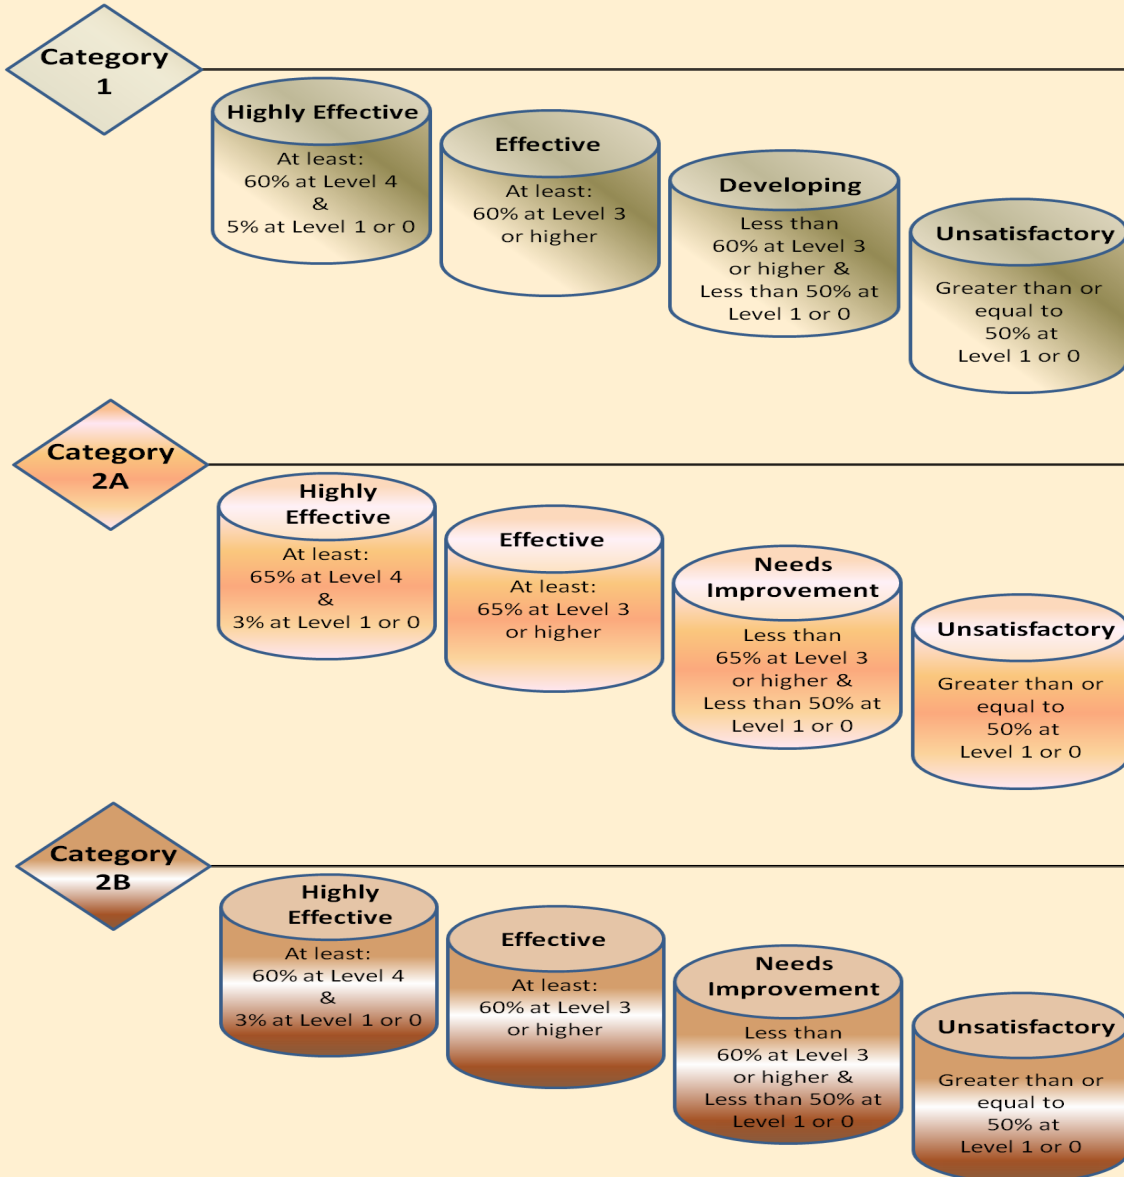 Category
1
Highly Effective
At least:
60% at Level 4
&
5% at Level 1 or 0
Effective
At least:
60% at Level 3
or higher
Developing
Less than
60% at Level 3
or higher &
Less than 50% at
Level 1 or 0
Unsatisfactory
Greater than or
equal to
50% at
Level 1 or 0
Category
2A
Highly
Effective
At least:
65% at Level 4
&
3% at Level 1 or 0
Effective
At least:
65% at Level 3
or higher
Needs
Improvement
Less than
65% at Level 3
or higher &
Less than 50% at
Level 1 or 0
Unsatisfactory
Greater than or
equal to
50% at
Level 1 or 0
Category
2B
Highly
Effective
At least:
60% at Level 4
&
3% at Level 1 or 0
Effective
At least:
60% at Level 3
or higher
Needs
Improvement
Less than
60% at Level 3
or higher &
Less than 50% at
Level 1 or 0
Unsatisfactory
Greater than or
equal to
50% at
Level 1 or 0